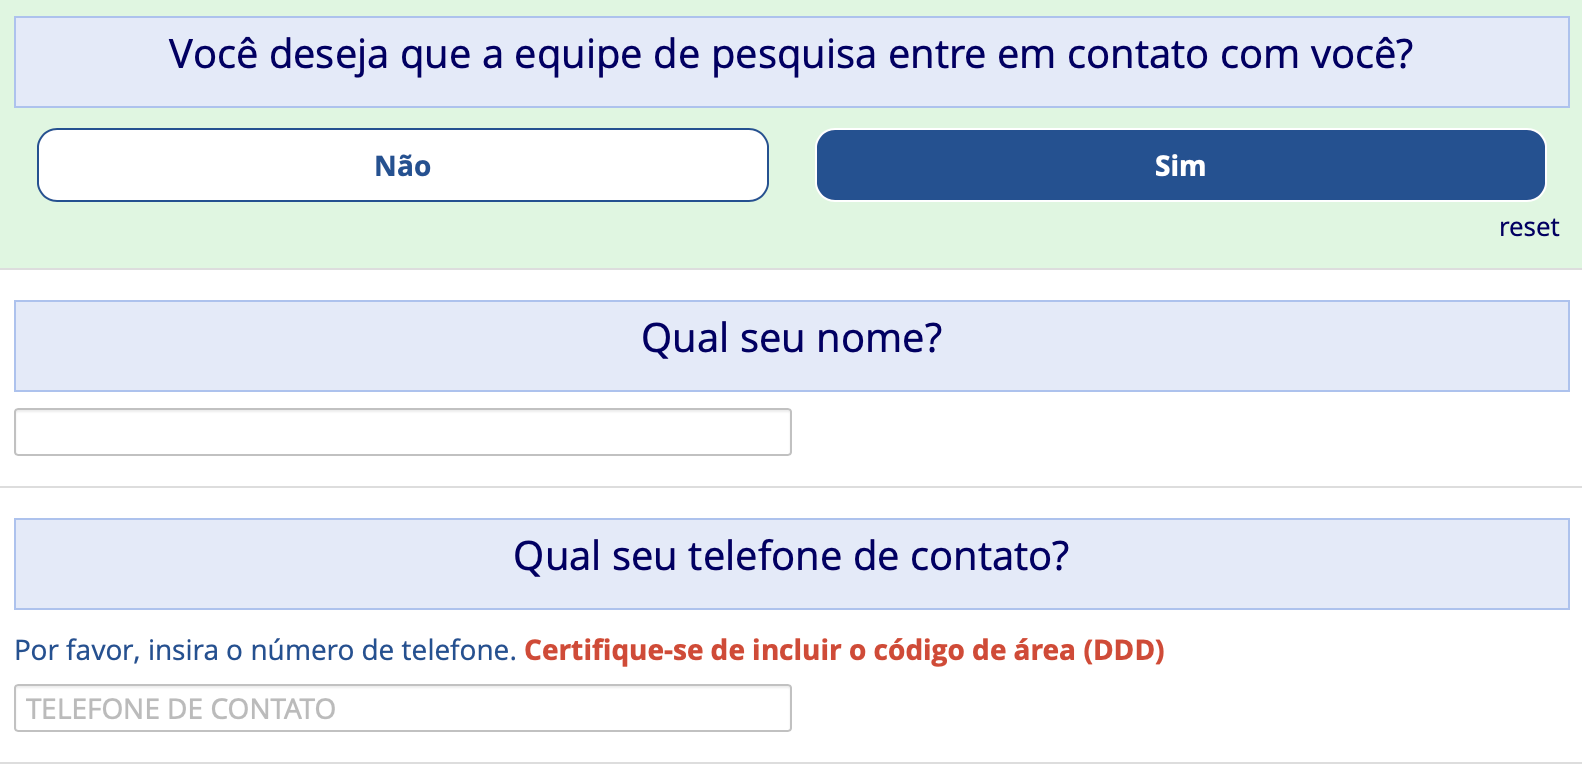 Você deseja que a equipe de pesquisa entre em contato com você?
Não
Sim
reset
Qual seu nome?
Qual seu telefone de contato?
Por favor, insira o número de telefone. Certifique-se de incluir o código de área (DDD)
TELEFONE DE CONTATO